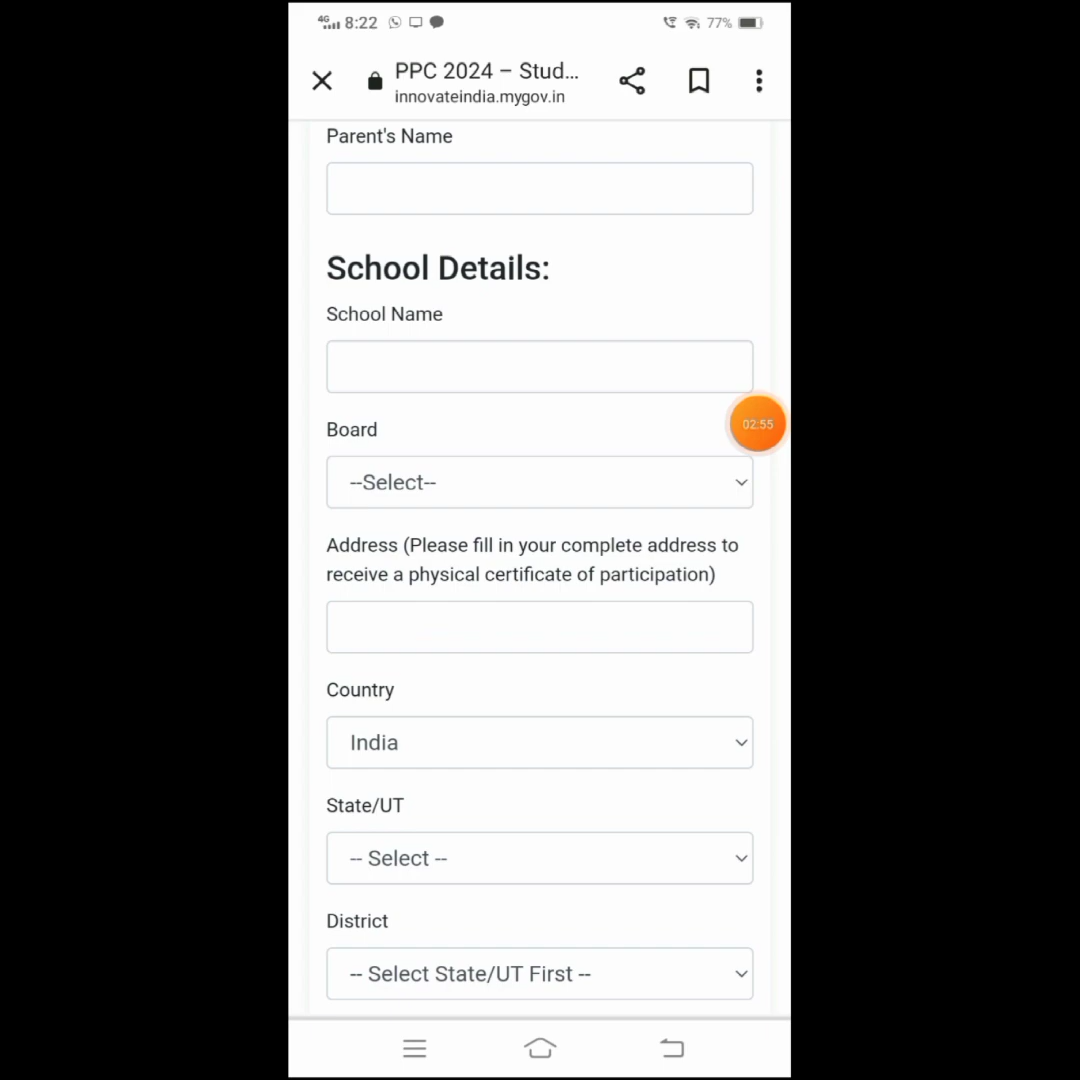 4G 8:22 77%
PPC 2024 – Stud...
innovateindia.mygov.in
Parent's Name
School Details:
School Name
02:55
Board
--Select--
Address (Please fill in your complete address to
receive a physical certificate of participation)
Country
India
State/UT
-- Select --
District
-- Select State/UT First --